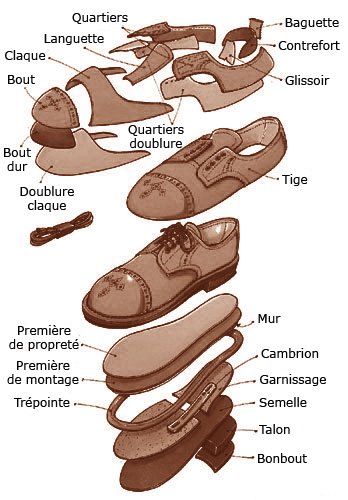 Quartiers
Baguette
Languette
Contrefort
Claque
Glissoir
Bout
Quartiers
doublure
Bout
dur
Doublure
claque
Tige
Mur
Première
de propreté
Cambrion
Première
de montage
Garnissage
Trépointe
Semelle
Talon
Bonbout